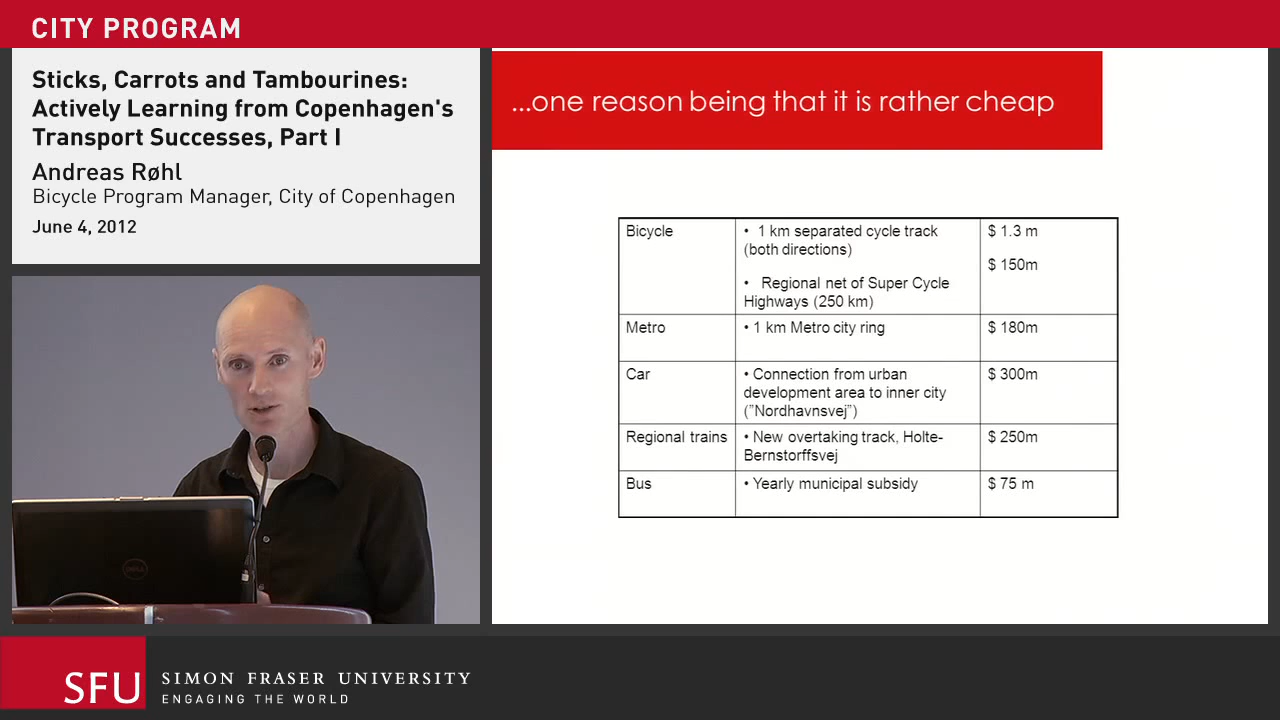 CITY PROGRAM
Sticks, Carrots and Tambourines:
Actively Learning from Copenhagen's
Transport Successes, Part I
Andreas Røhl
Bicycle Program Manager, City of Copenhagen
June 4, 2012
...one reason being that it is rather cheap
Bicycle
• 1 km separated cycle track
(both directions)
$ 1.3 m
$ 150m
• Regional net of Super Cycle
Highways (250 km)
Metro
• 1 km Metro city ring
$ 180m
Car
• Connection from urban
development area to inner city
("Nordhavnsvej")
$ 300m
Regional trains
• New overtaking track, Holte-
Bernstorffsvej
$ 250m
Bus
• Yearly municipal subsidy
$ 75 m
DELL
SFU
SIMON FRASER UNIVERSITY
ENGAGING THE WORLD